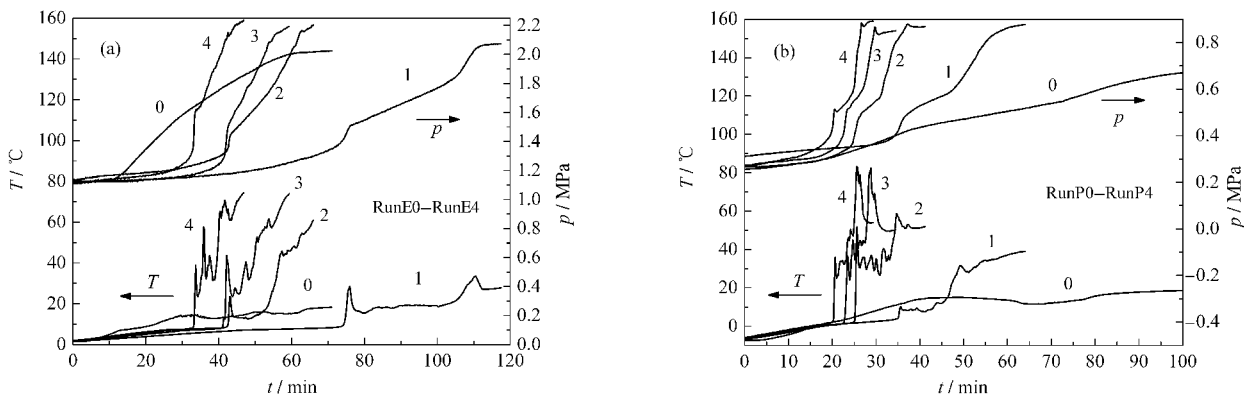 (a)
T / ℃
160
140
120
100
80
60
40
20
0
0 20 40 60 80 100 120
t / min
p / MPa
2.2
2.0
1.8
1.6
1.4
1.2
1.0
0.8
0.6
0.4
0.2
0.0
4 3 2 0 1
p
RunE0–RunE4
4 3 2 0 1
T
(b)
T / ℃
160
140
120
100
80
60
40
20
0
0 10 20 30 40 50 60 70 80 90 100
t / min
p / MPa
0.8
0.6
0.4
0.2
0.0
–0.2
–0.4
4 3 2 1 0
p
RunP0–RunP4
4 3 2 1 0
T